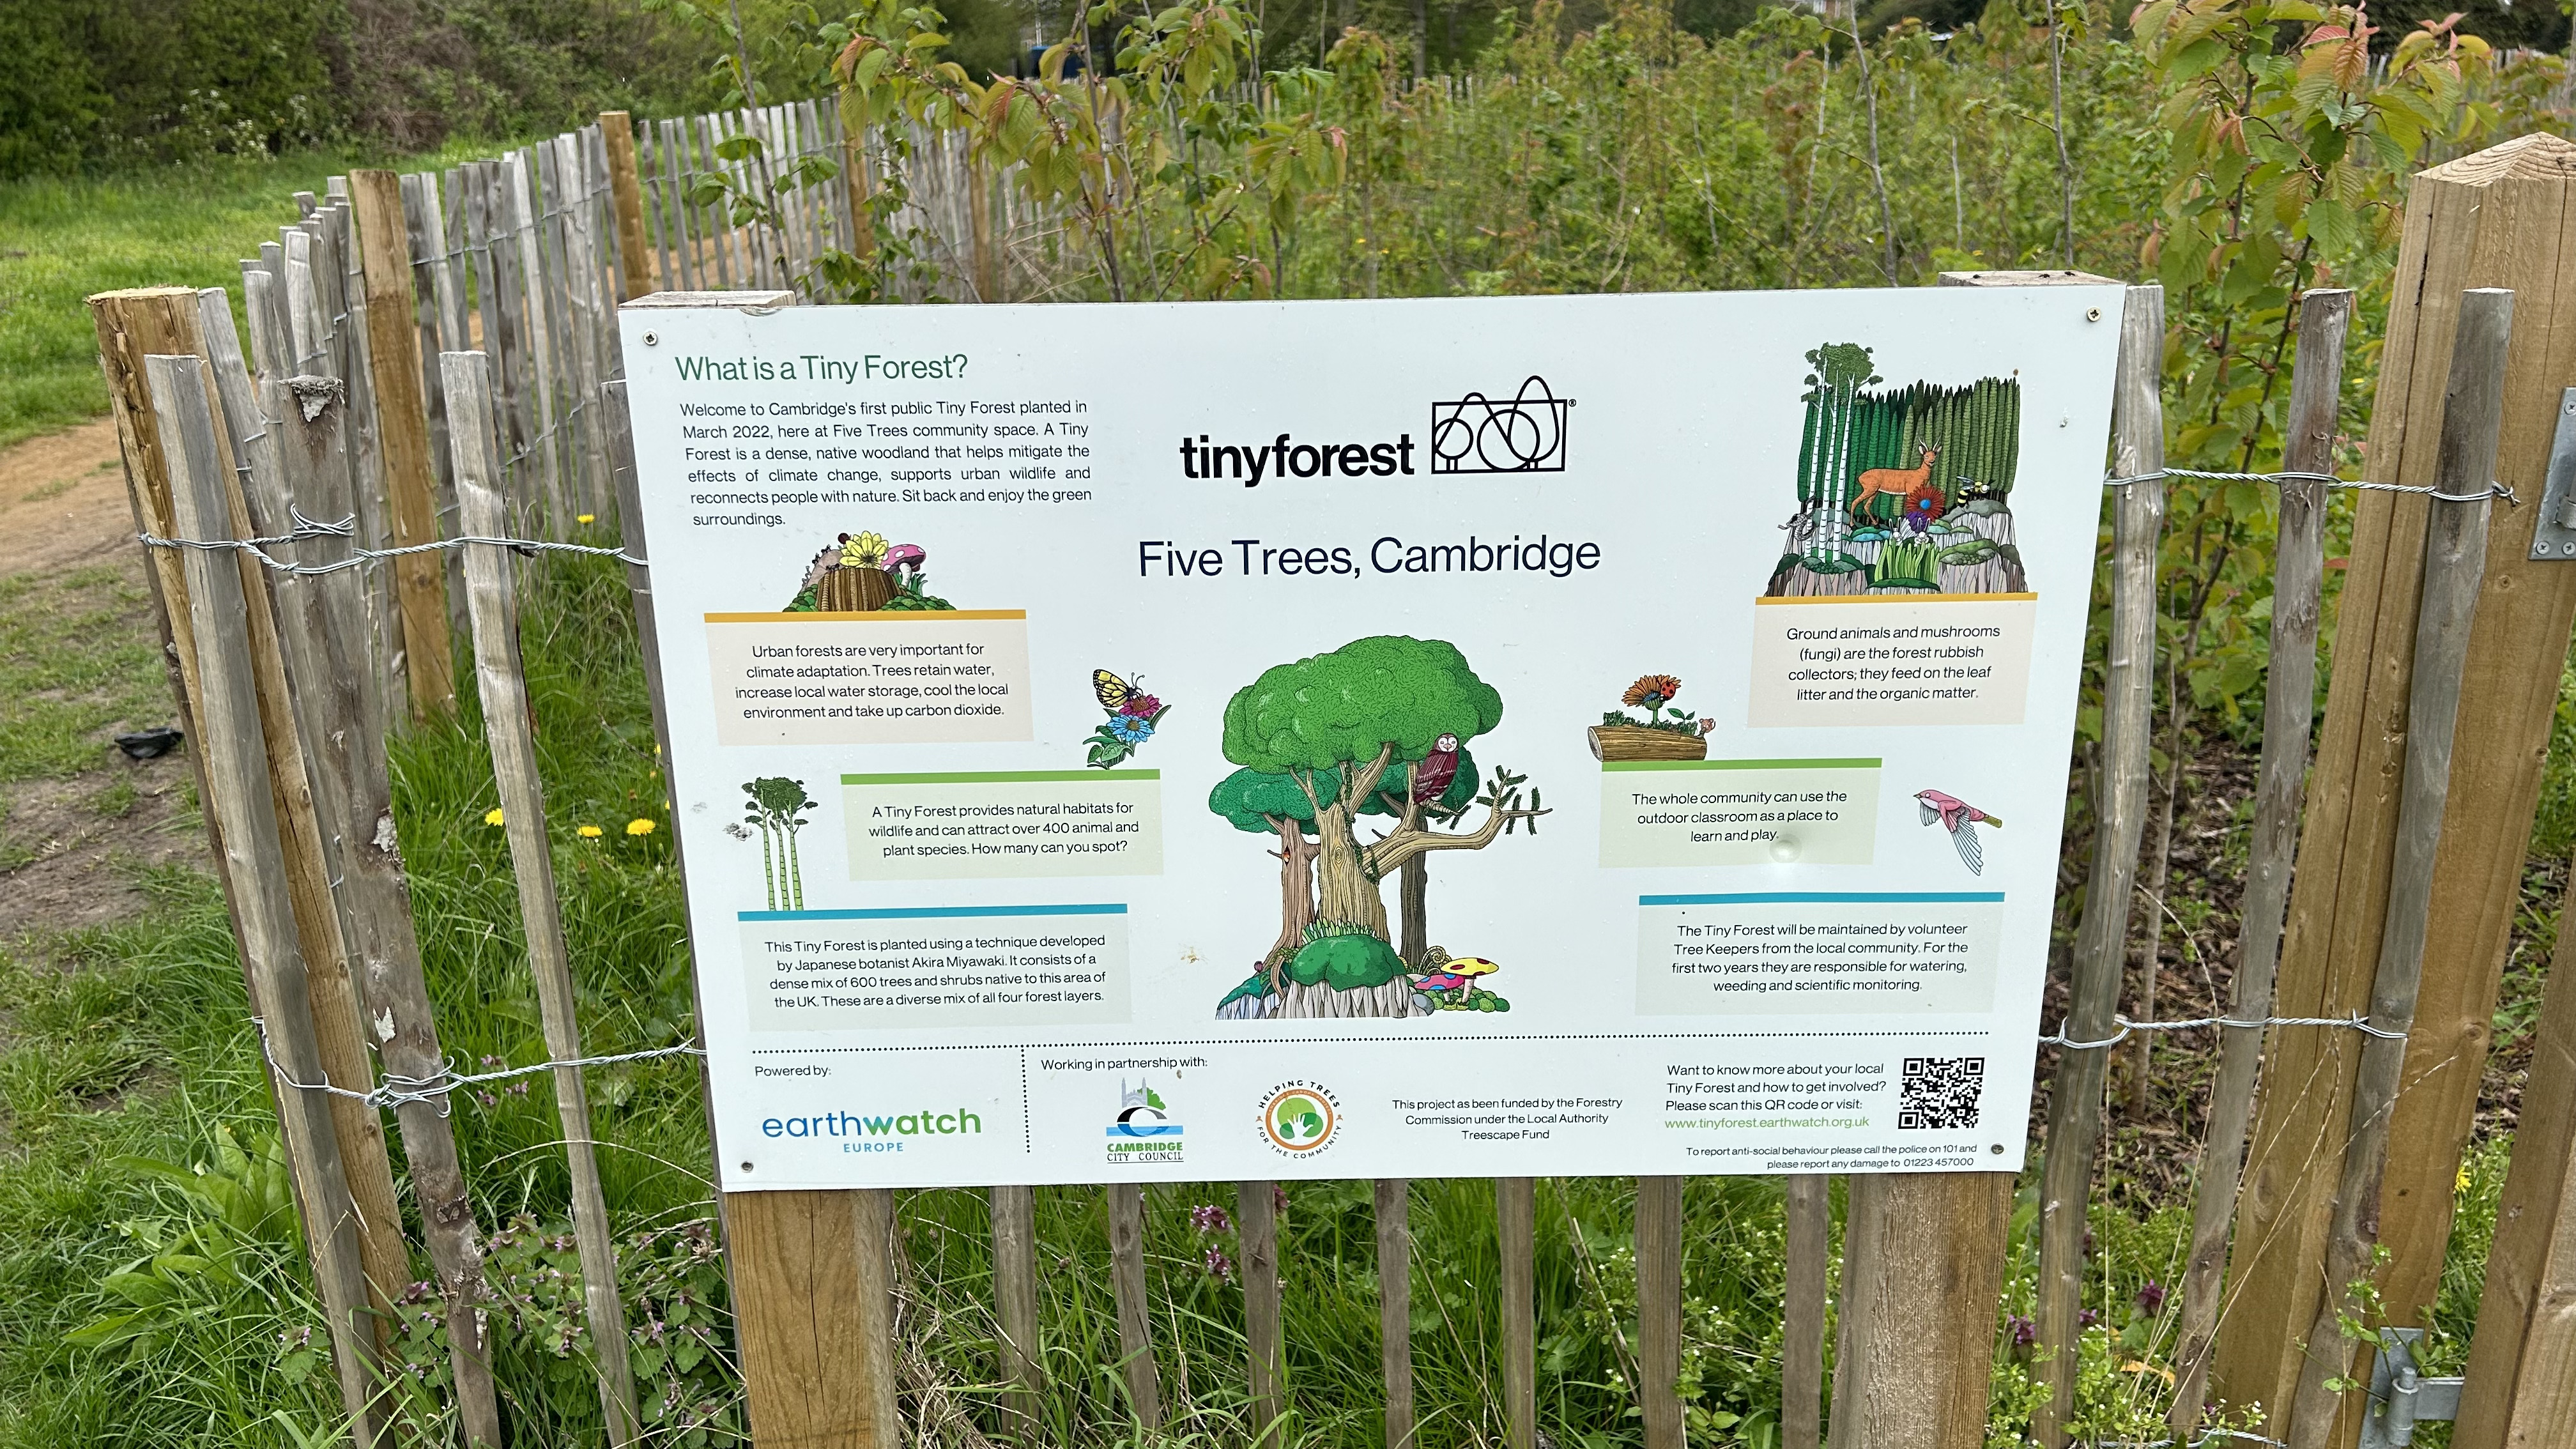 What is a Tiny Forest?
Welcome to Cambridge's first public Tiny Forest planted in
March 2022, here at Five Trees community space. A Tiny
Forest is a dense, native woodland that helps mitigate the
effects of climate change, supports urban wildlife and
reconnects people with nature. Sit back and enjoy the green
surroundings.
tinyforest ®
Five Trees, Cambridge
Urban forests are very important for
climate adaptation. Trees retain water,
increase local water storage, cool the local
environment and take up carbon dioxide.
A Tiny Forest provides natural habitats for
wildlife and can attract over 400 animal and
plant species. How many can you spot?
This Tiny Forest is planted using a technique developed
by Japanese botanist Akira Miyawaki. It consists of a
dense mix of 600 trees and shrubs native to this area of
the UK. These are a diverse mix of all four forest layers.
Ground animals and mushrooms
(fungi) are the forest rubbish
collectors; they feed on the leaf
litter and the organic matter.
The whole community can use the
outdoor classroom as a place to
learn and play.
The Tiny Forest will be maintained by volunteer
Tree Keepers from the local community. For the
first two years they are responsible for watering,
weeding and scientific monitoring.
Powered by:
earthwatch
EUROPE
Working in partnership with:
CAMBRIDGE
CITY COUNCIL
HELPING TREES
FOR THE COMMUNITY
This project as been funded by the Forestry
Commission under the Local Authority
Treescape Fund
Want to know more about your local
Tiny Forest and how to get involved?
Please scan this QR code or visit:
www.tinyforest.earthwatch.org.uk
To report anti-social behaviour please call the police on 101 and
please report any damage to 01223 457000